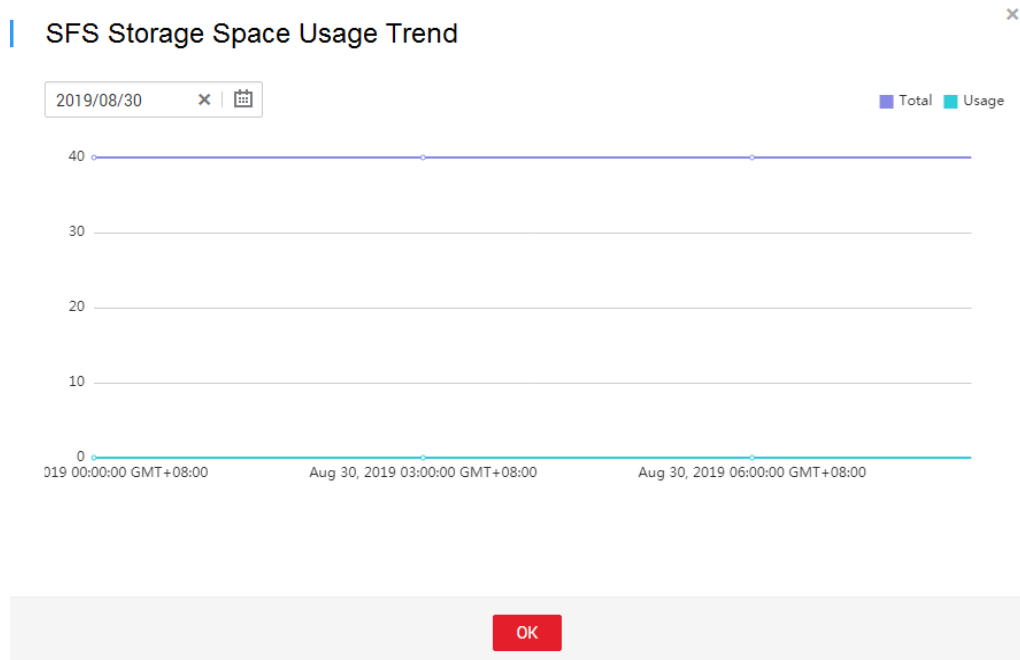 ×
SFS Storage Space Usage Trend
2019/08/30 ×
Total Usage
40
30
20
10
0
019 00:00:00 GMT+08:00 Aug 30, 2019 03:00:00 GMT+08:00 Aug 30, 2019 06:00:00 GMT+08:00
OK